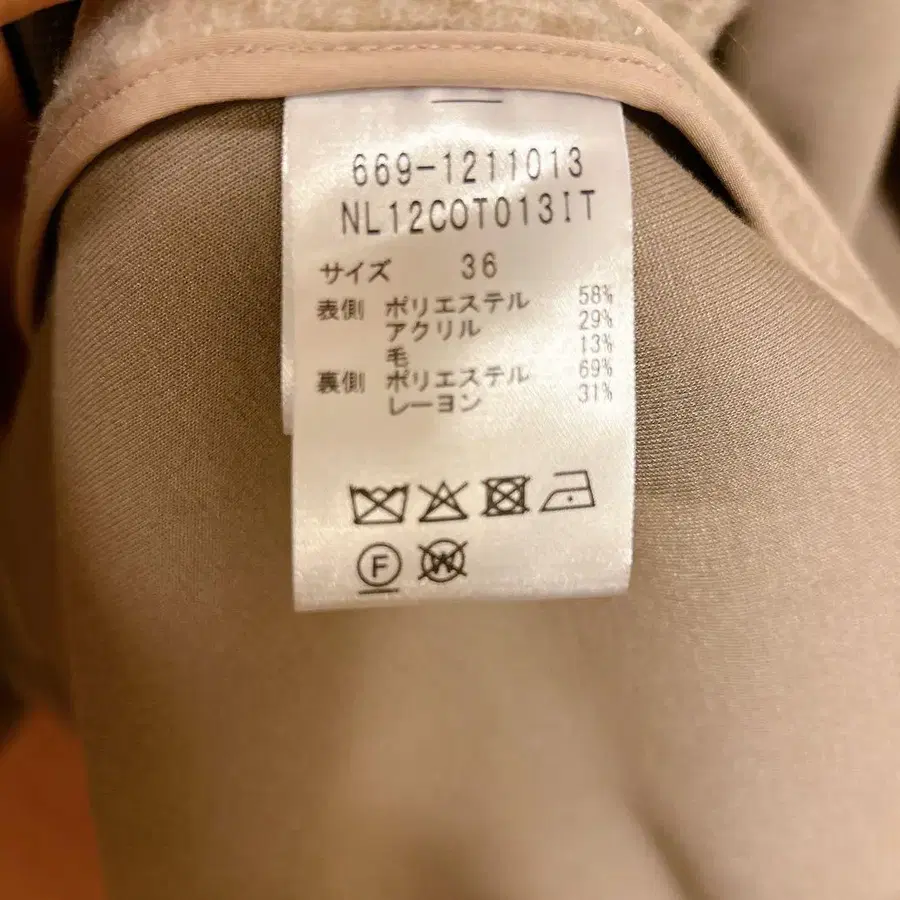 669-1211013
NL12COT013IT
サイズ 36
表側 ポリエステル 58%
アクリル 29%
毛 13%
裏側 ポリエステル 69%
レーヨン 31%
F W